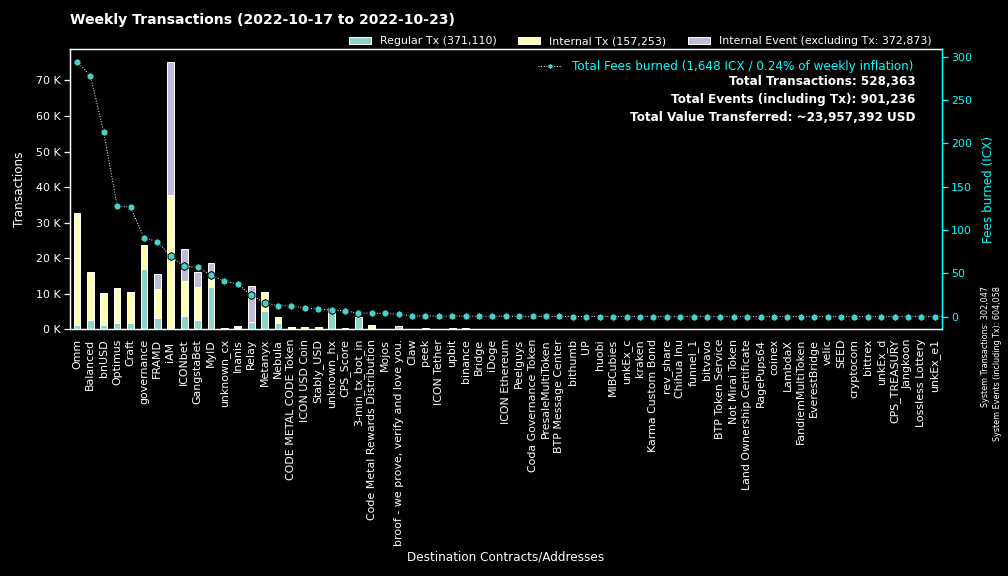 Weekly Transactions (2022-10-17 to 2022-10-23)
Regular Tx (371,110)
Internal Tx (157,253)
Internal Event (excluding Tx: 372,873)
Total Fees burned (1,648 ICX / 0.24% of weekly inflation)
Total Transactions: 528,363
Total Events (including Tx): 901,236
Total Value Transferred: ~23,957,392 USD
Transactions
70 K
60 K
50 K
40 K
30 K
20 K
10 K
0 K
300
250
200
150
100
50
0
Fees burned (ICX)
System Transactions: 302,047
System Events (including Tx): 604,058
Omm
Balanced
bnUSD
Optimus
Craft
governance
FRAMD
iAM
ICONbet
GangstaBet
MyID
unknown_cx
Inanis
Relay
Metanyx
Nebula
CODE METAL CODE Token
ICON USD Coin
Stably_USD
unknown_hx
CPS_Score
3-min_tx_bot_in
Code Metal Rewards Distribution
Mojos
broof - we prove, verify and love you.
Claw
peek
ICON Tether
upbit
binance
Bridge
iDoge
ICON Ethereum
Peelguys
Coda Governance Token
PresaleMultiToken
BTP Message Center
bithumb
UP
huobi
MIBCubies
unkEx_c
kraken
Karma Custom Bond
rev_share
Chihua Inu
funnel_1
bitvavo
BTP Token Service
Not Mirai Token
Land Ownership Certificate
RagePups64
coinex
LambdaX
FandiemMultiToken
EverestBridge
velic
SEED
cryptocom
bittrex
unkEx_d
CPS_TREASURY
Jangkoon
Lossless Lottery
unkEx_e1
Destination Contracts/Addresses